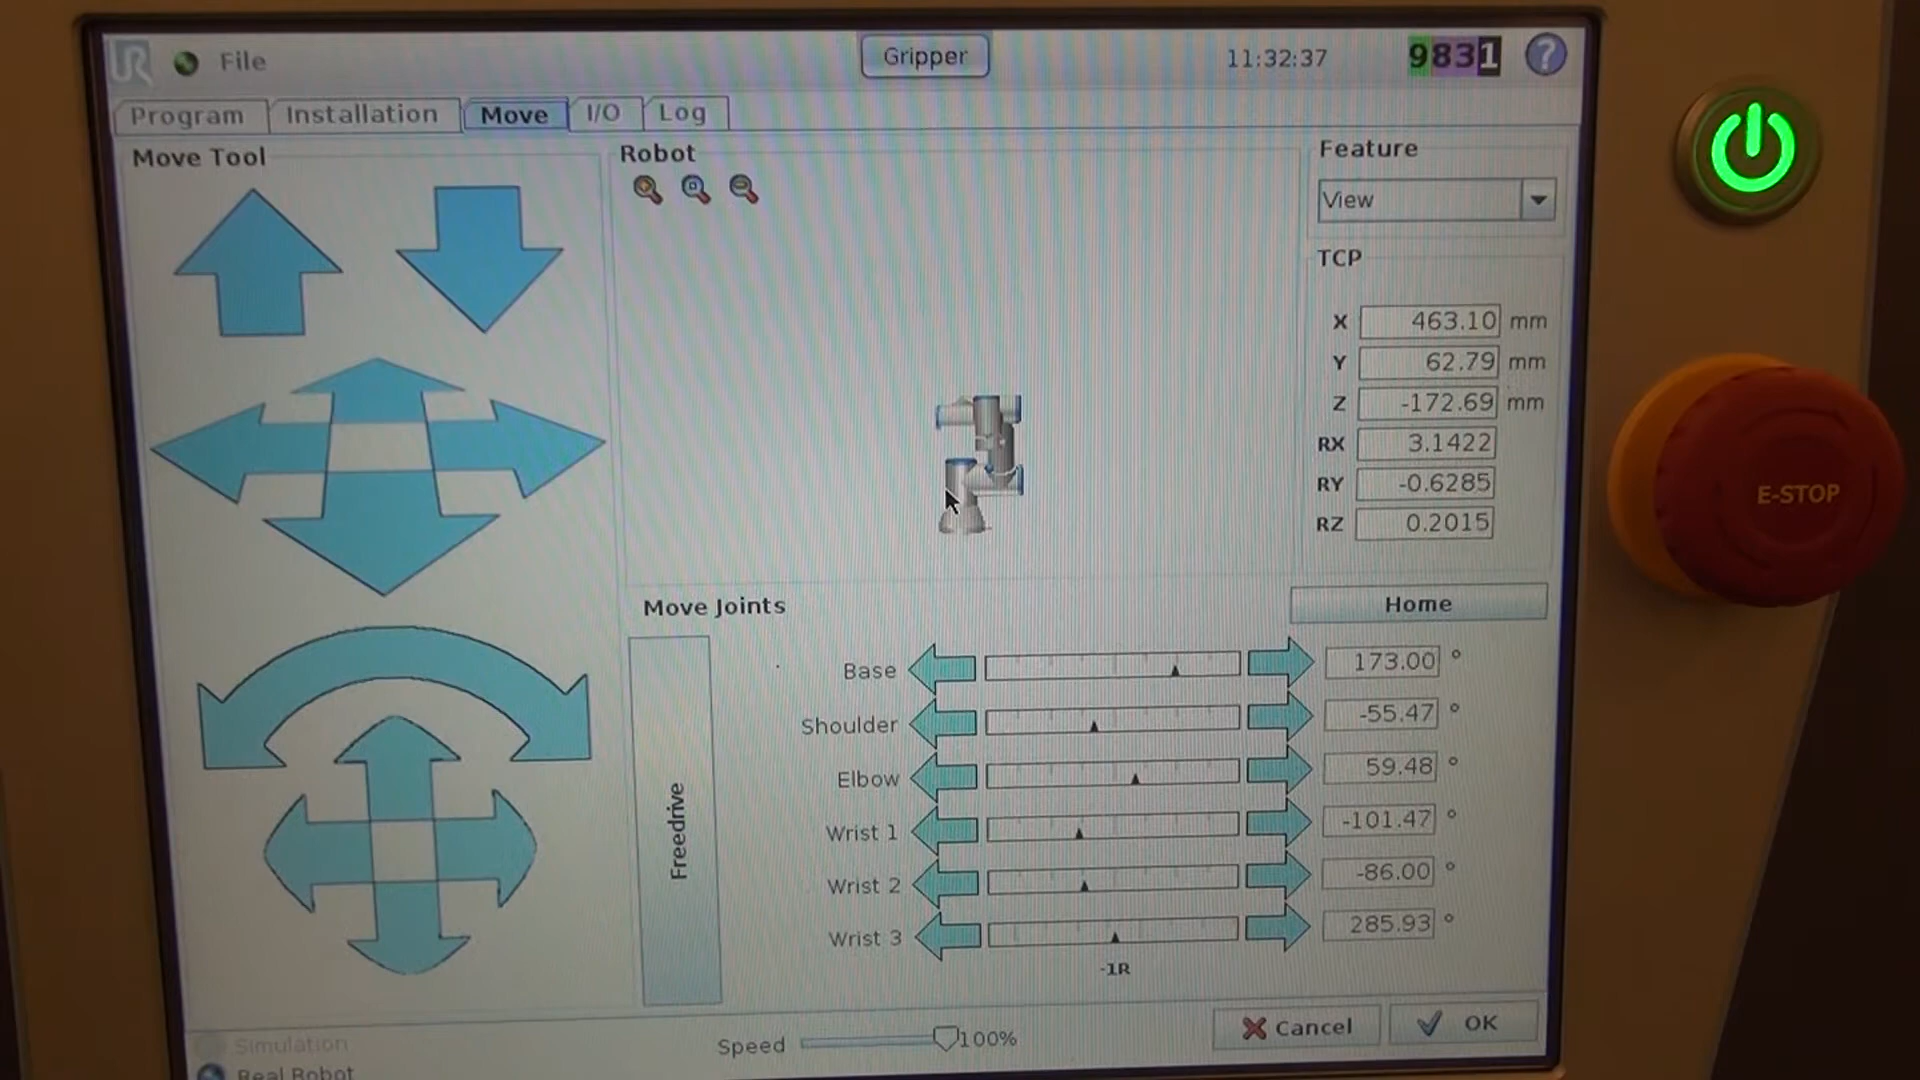 UR File Gripper 11:32:37 9831 ?
Program Installation Move I/O Log
Move Tool
Robot
Feature
View
TCP
X 463.10 mm
Y 62.79 mm
Z -172.69 mm
RX 3.1422
RY -0.6285
RZ 0.2015
E-STOP
Move Joints
Home
Freedrive
Base 173.00 °
Shoulder -55.47 °
Elbow 59.48 °
Wrist 1 -101.47 °
Wrist 2 -86.00 °
Wrist 3 285.93 °
-1R
Simulation
Real Robot
Speed 100%
Cancel OK